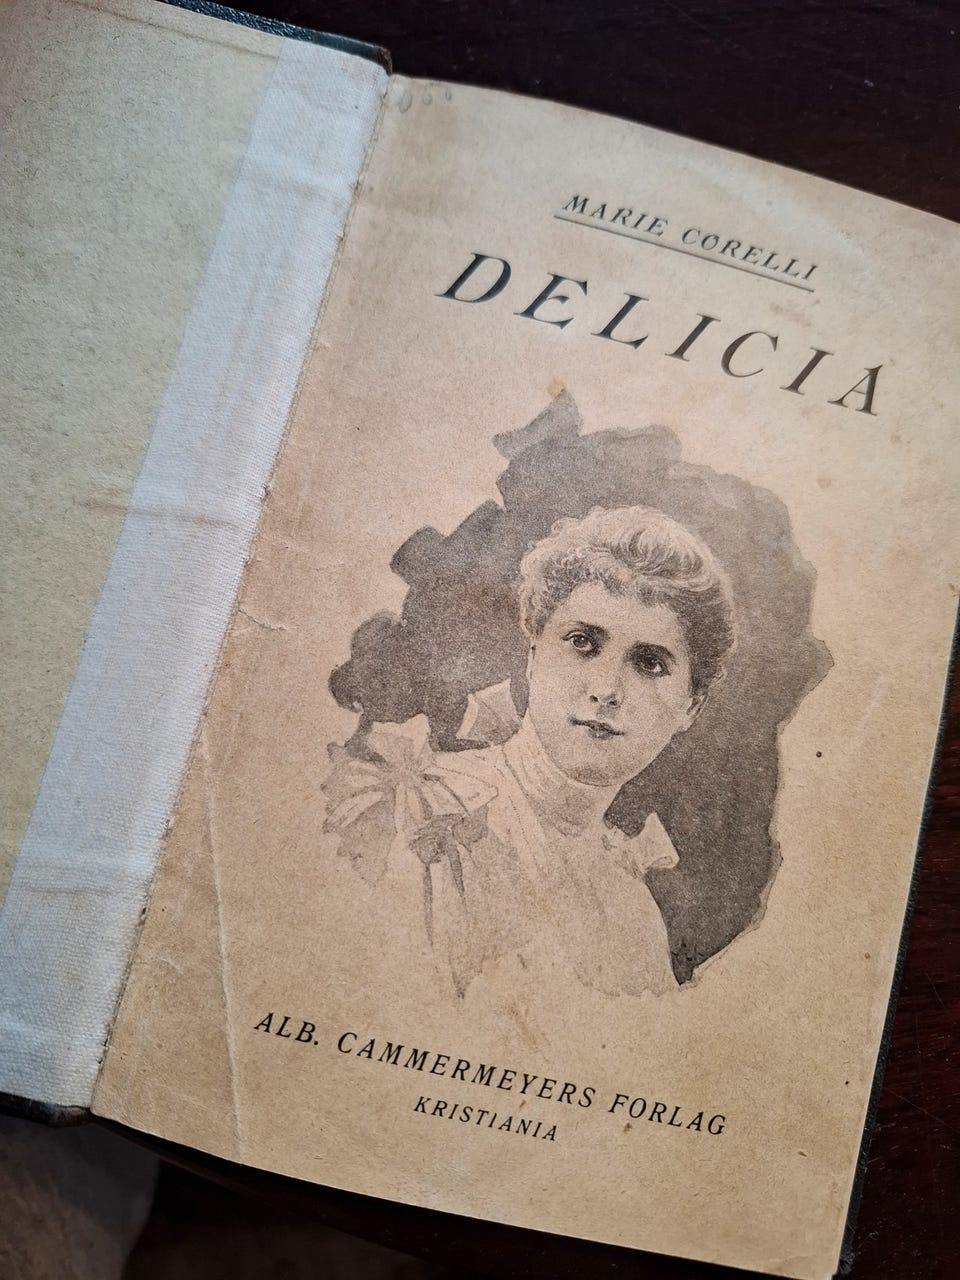 MARIE CORELLI
DELICIA
ALB. CAMMERMEYERS FORLAG
KRISTIANIA